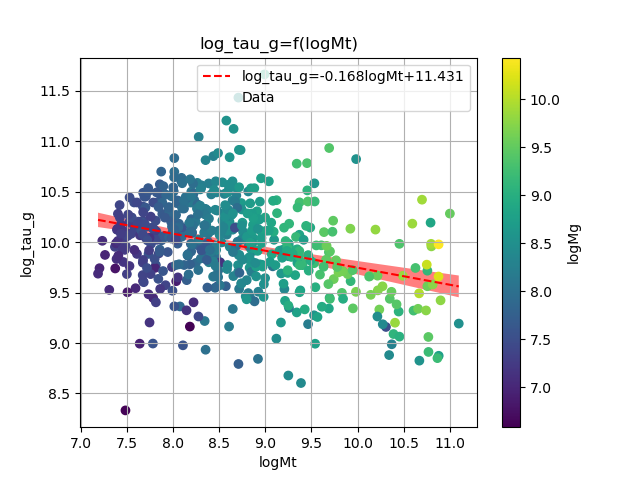 log_tau_g=f(logMt)
log_tau_g=-0.168logMt+11.431
Data
11.5
11.0
10.5
10.0
9.5
9.0
8.5
log_tau_g
7.0 7.5 8.0 8.5 9.0 9.5 10.0 10.5 11.0
logMt
10.0
9.5
9.0
8.5
8.0
7.5
7.0
logMg